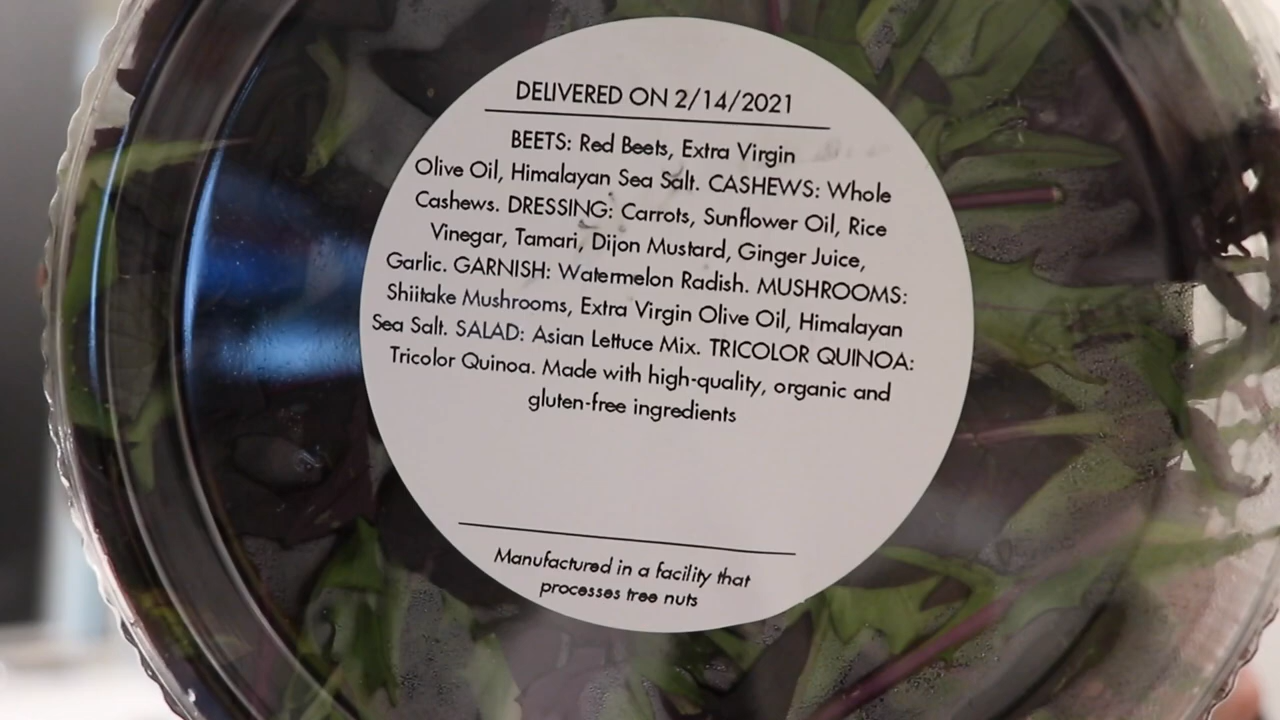 DELIVERED ON 2/14/2021
BEETS: Red Beets, Extra Virgin
Olive Oil, Himalayan Sea Salt. CASHEWS: Whole
Cashews. DRESSING: Carrots, Sunflower Oil, Rice
Vinegar, Tamari, Dijon Mustard, Ginger Juice,
Garlic. GARNISH: Watermelon Radish. MUSHROOMS:
Shiitake Mushrooms, Extra Virgin Olive Oil, Himalayan
Sea Salt. SALAD: Asian Lettuce Mix. TRICOLOR QUINOA:
Tricolor Quinoa. Made with high-quality, organic and
gluten-free ingredients
Manufactured in a facility that
processes tree nuts